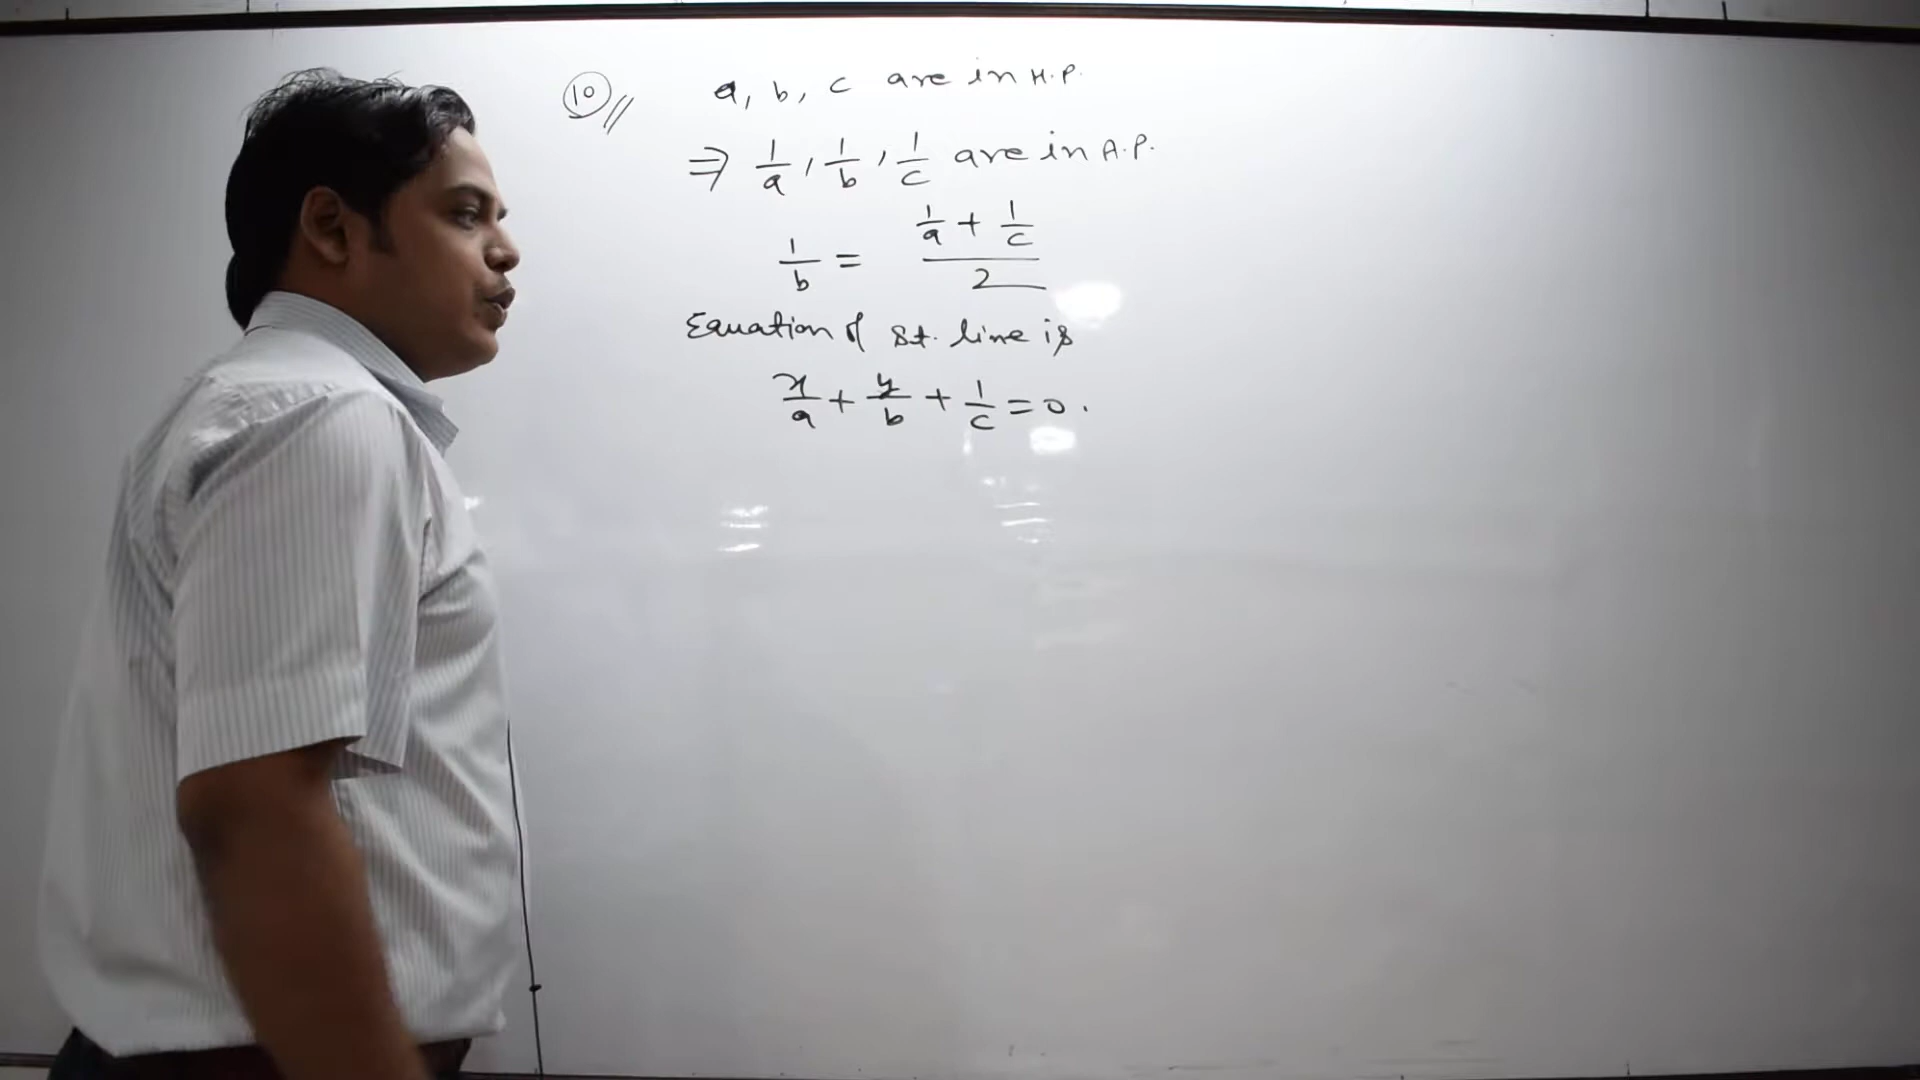 10 a, b, c are in H.P.
⇒ 1/a, 1/b, 1/c are in A.P.
1/b = (1/a + 1/c)/2
Equation of st. line is
x/a + y/b + 1/c = 0.